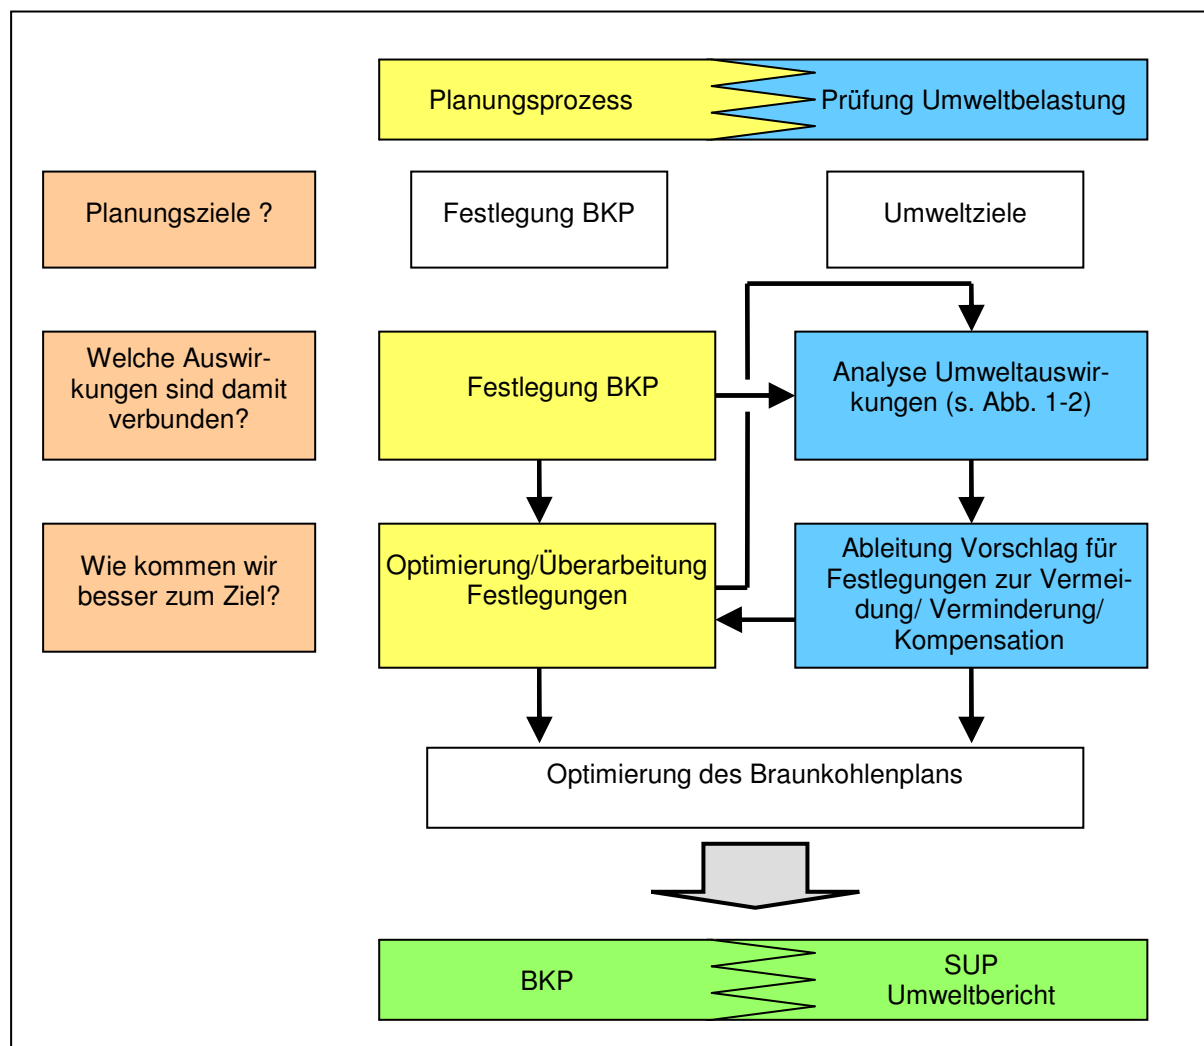 Planungsprozess
Prüfung Umweltbelastung
Planungsziele ?
Festlegung BKP
Umweltziele
Welche Auswir-
kungen sind damit
verbunden?
Festlegung BKP
Analyse Umweltauswir-
kungen (s. Abb. 1-2)
Wie kommen wir
besser zum Ziel?
Optimierung/Überarbeitung
Festlegungen
Ableitung Vorschlag für
Festlegungen zur Vermei-
dung/ Verminderung/
Kompensation
Optimierung des Braunkohlenplans
BKP
SUP
Umweltbericht